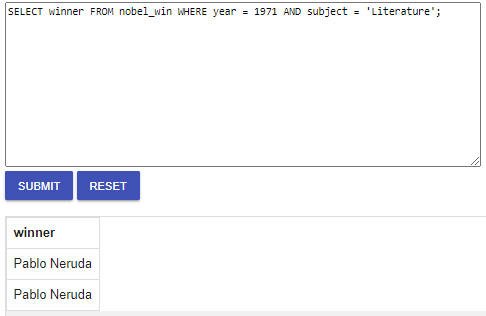 SELECT winner FROM nobel_win WHERE year = 1971 AND subject = 'Literature';
SUBMIT RESET
winner
Pablo Neruda
Pablo Neruda